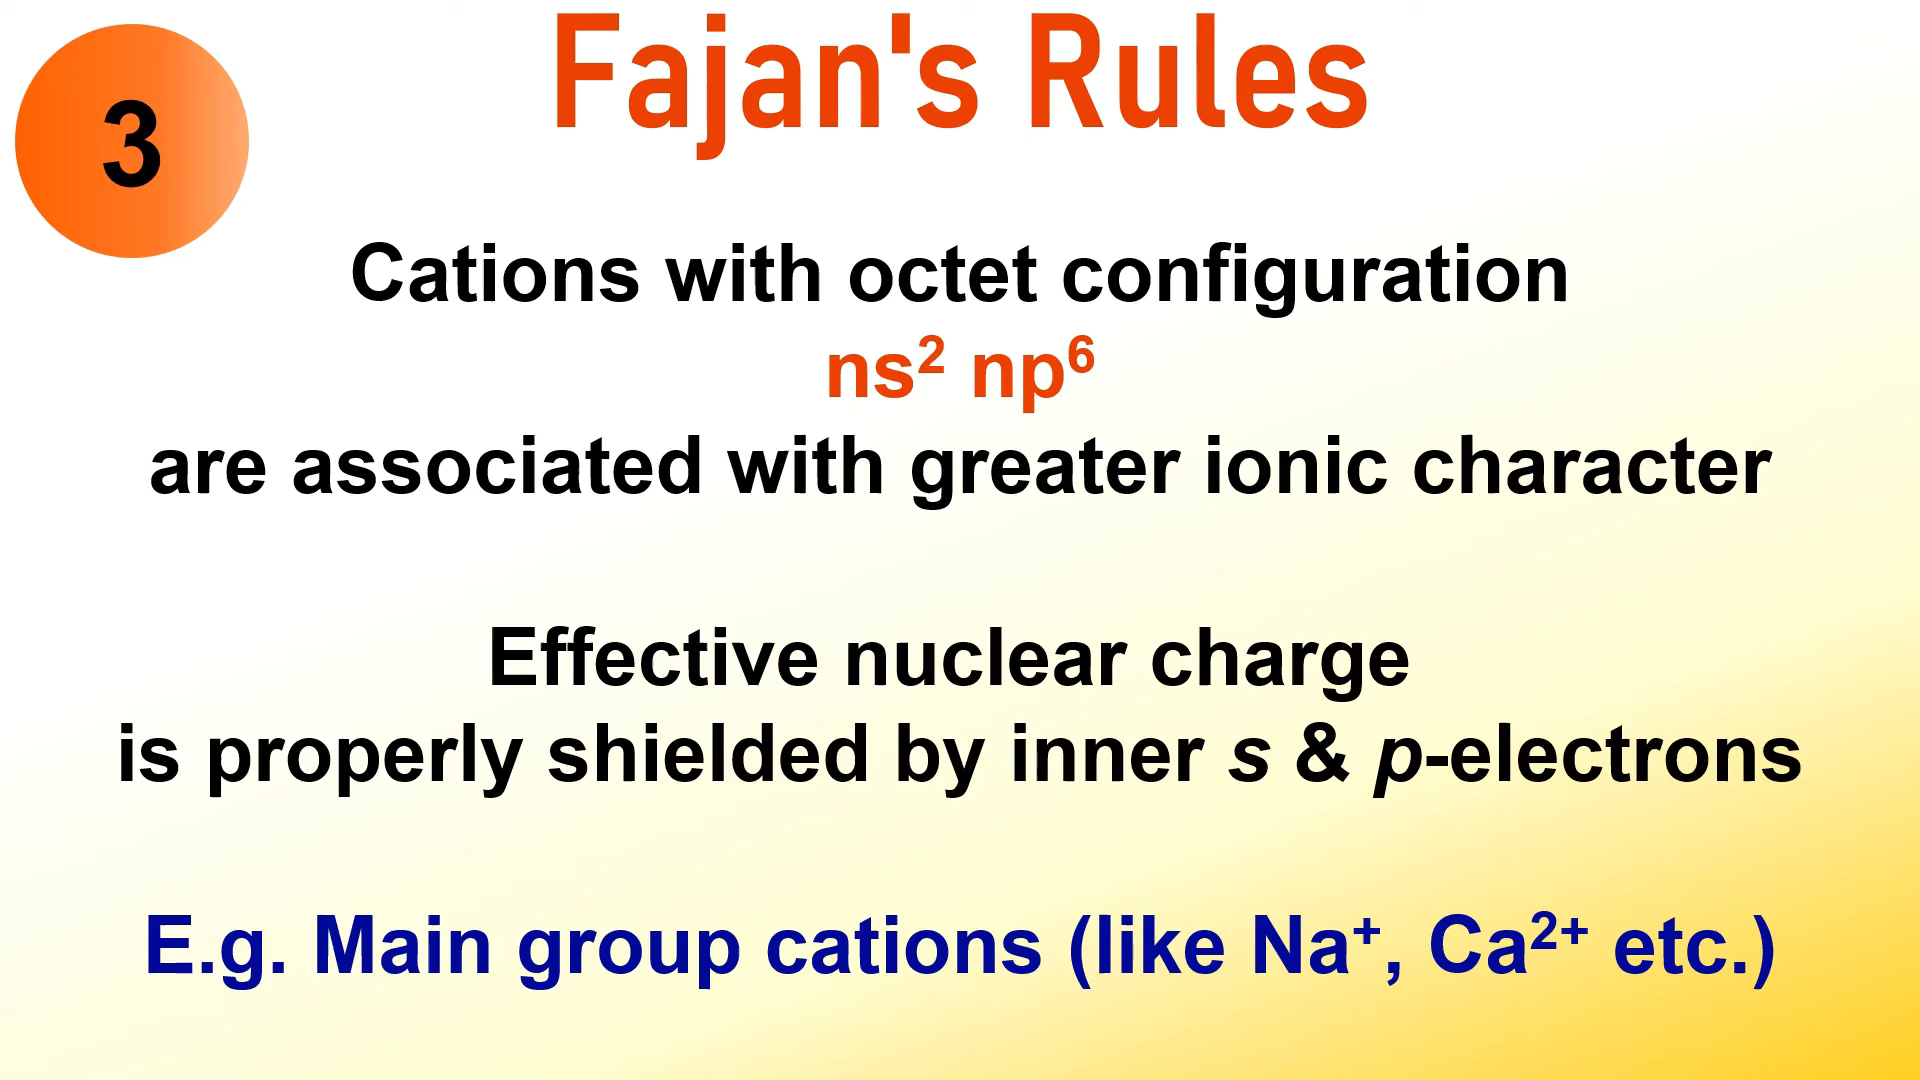 3
Fajan's Rules
Cations with octet configuration
ns² np⁶
are associated with greater ionic character
Effective nuclear charge
is properly shielded by inner s & p-electrons
E.g. Main group cations (like Na⁺, Ca²⁺ etc.)